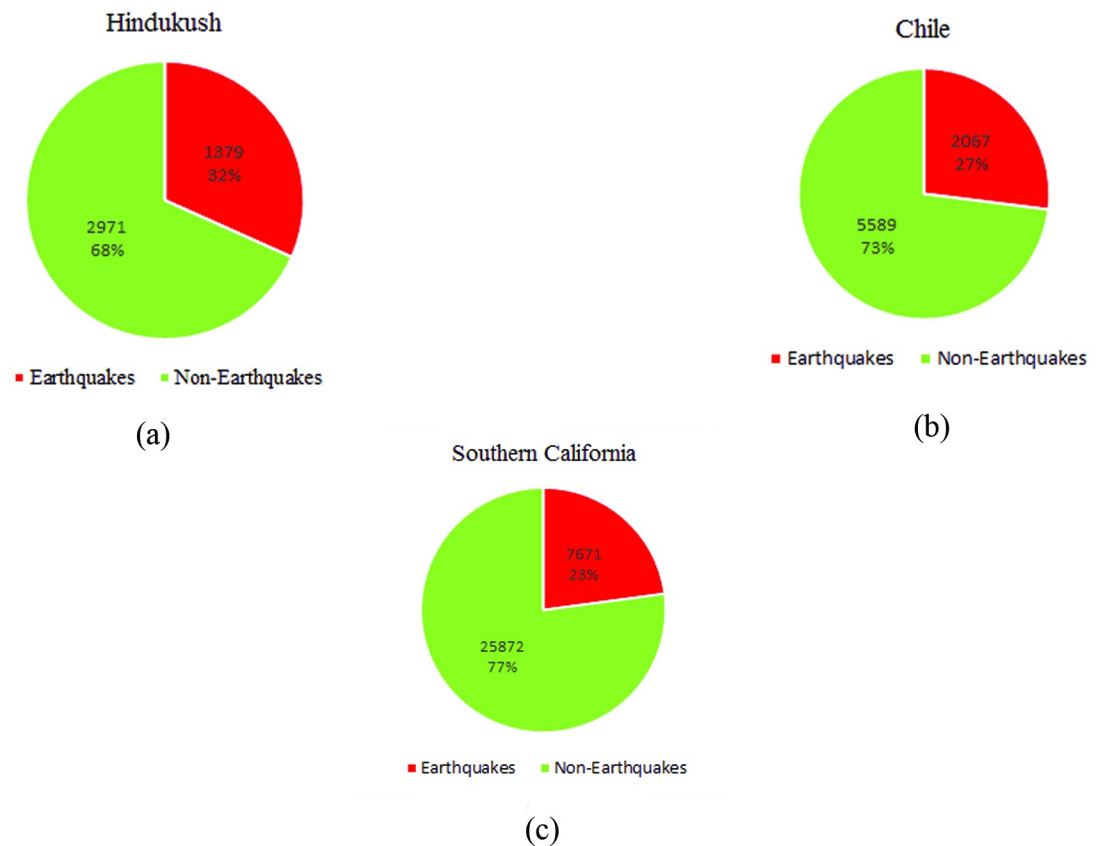 Hindukush
1379
32%
2971
68%
Earthquakes Non-Earthquakes
(a)
Chile
2067
27%
5589
73%
Earthquakes Non-Earthquakes
(b)
Southern California
7671
23%
25872
77%
Earthquakes Non-Earthquakes
(c)